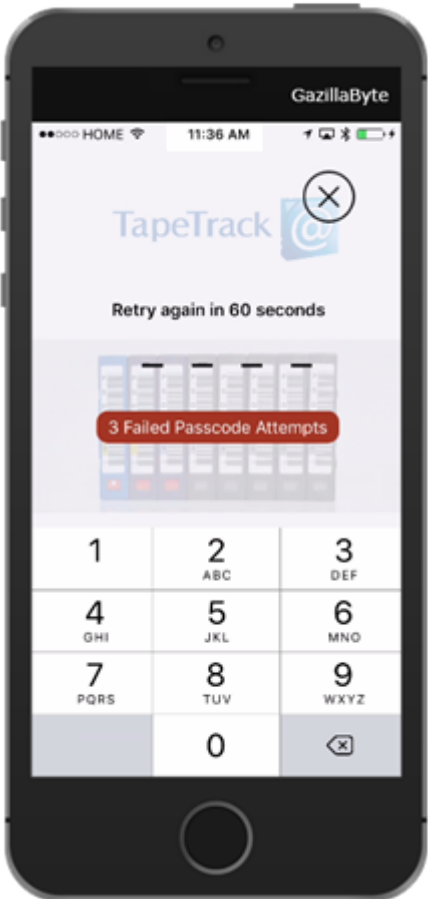 GazillaByte
HOME 11:36 AM
TapeTrack @
Retry again in 60 seconds
3 Failed Passcode Attempts
1 2 3
ABC DEF
4 5 6
GHI JKL MNO
7 8 9
PQRS TUV WXYZ
0